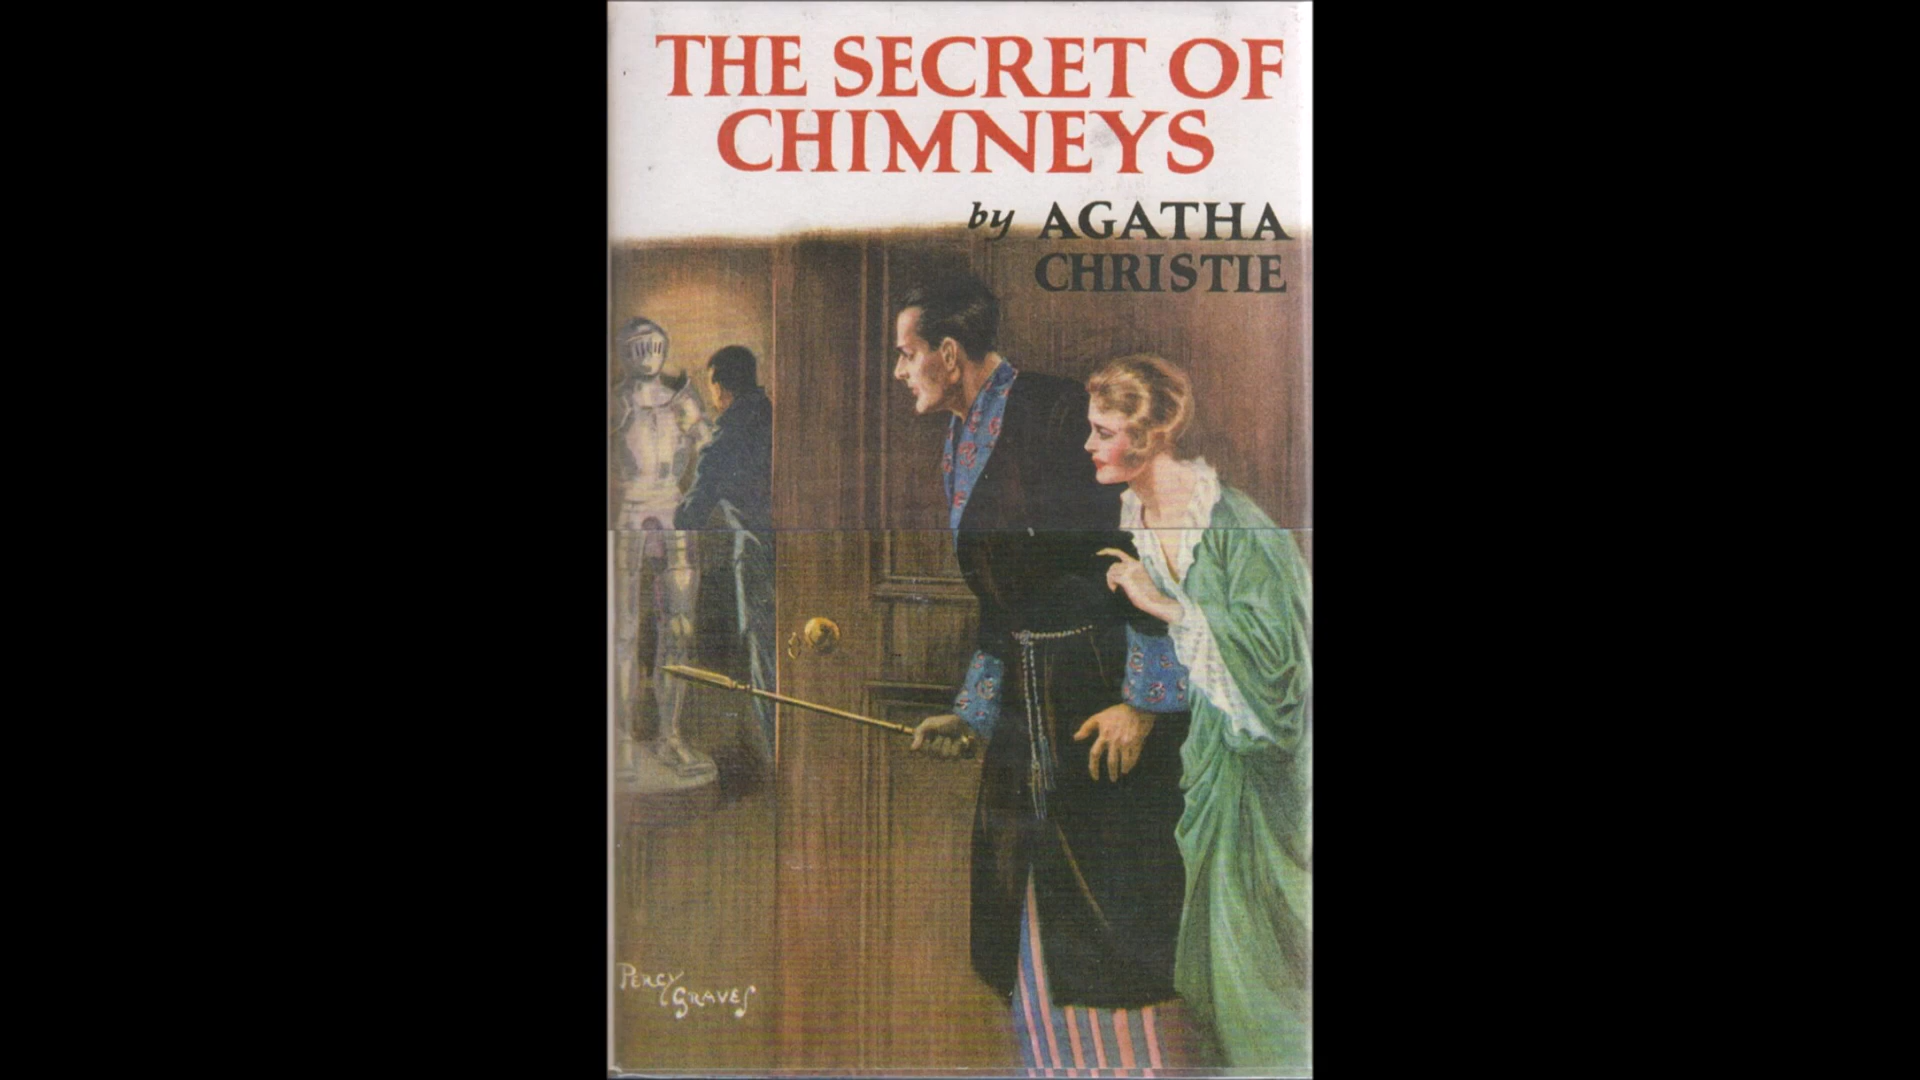 THE SECRET OF
CHIMNEYS
by AGATHA
CHRISTIE
PERCY
GRAVES